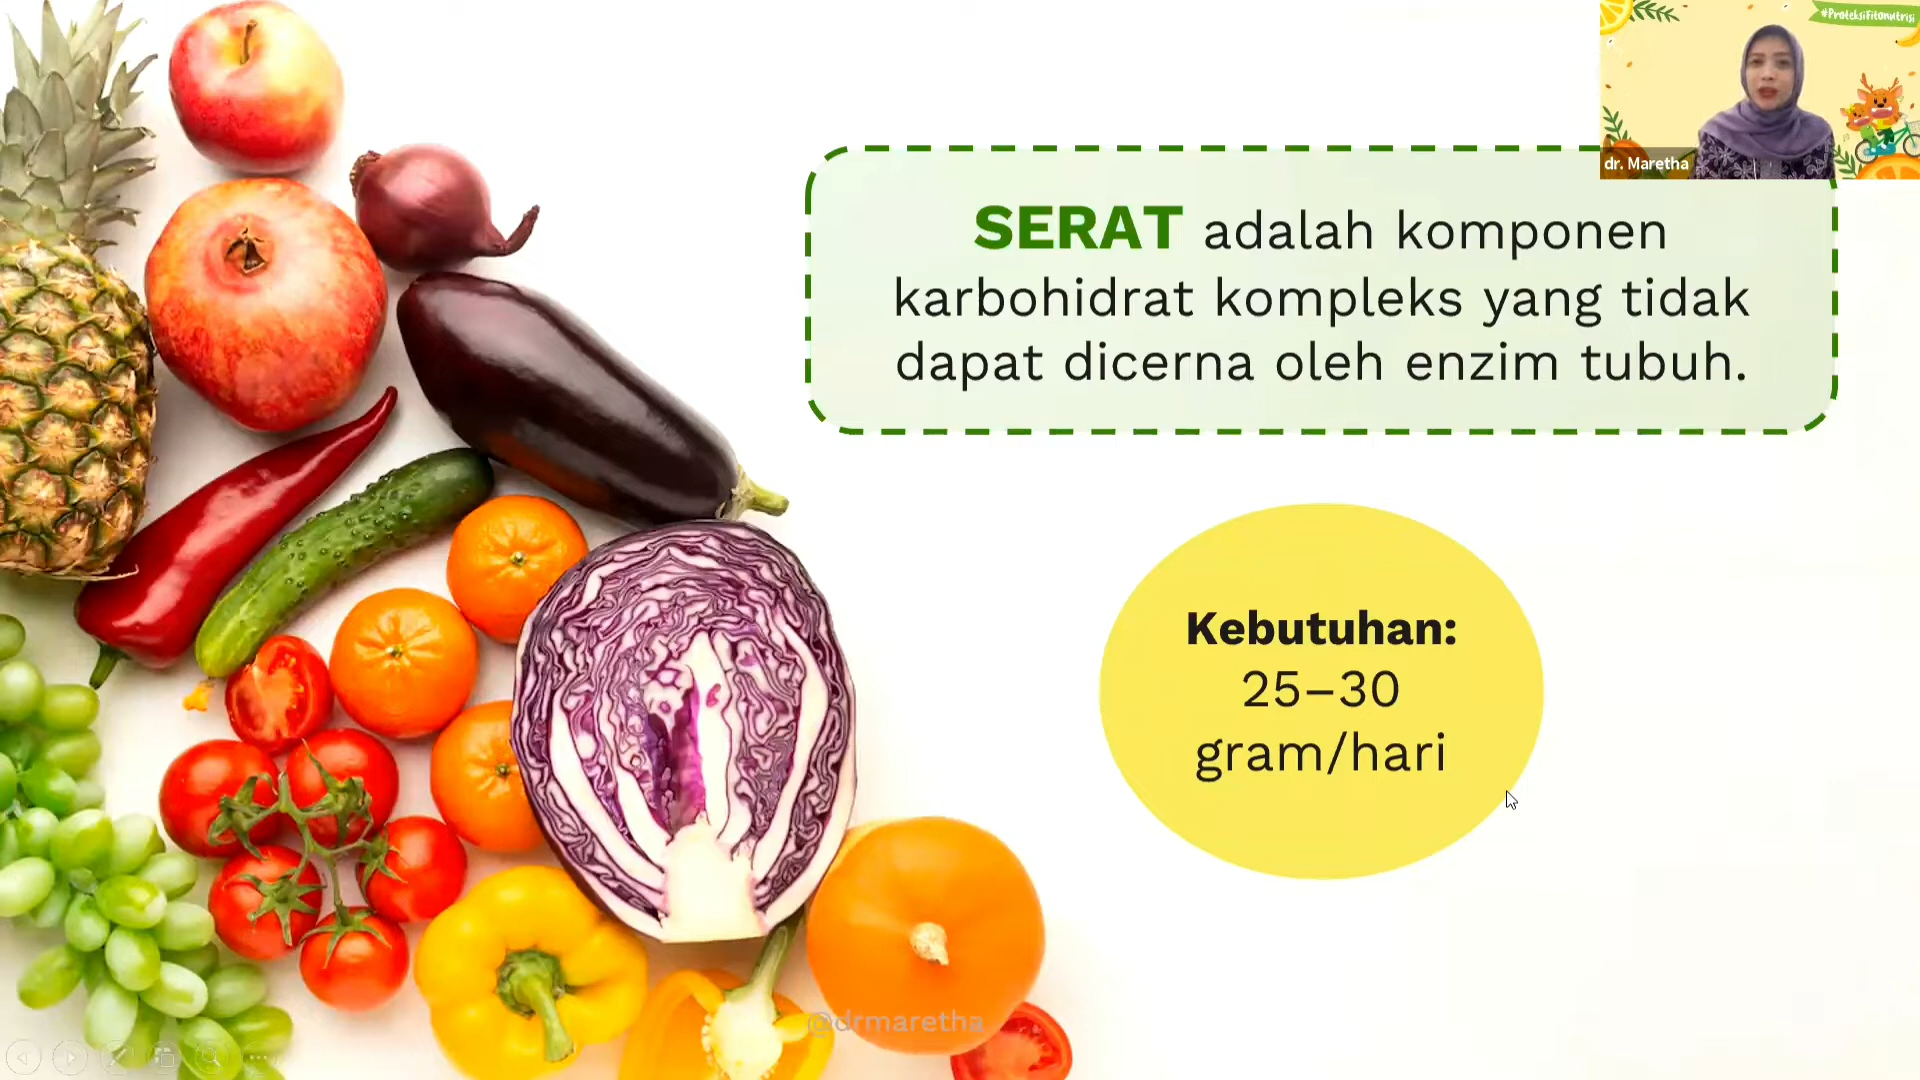 #ProteksiFitonutrisi
dr. Maretha
SERAT adalah komponen
karbohidrat kompleks yang tidak
dapat dicerna oleh enzim tubuh.
Kebutuhan:
25–30
gram/hari
@drmaretha